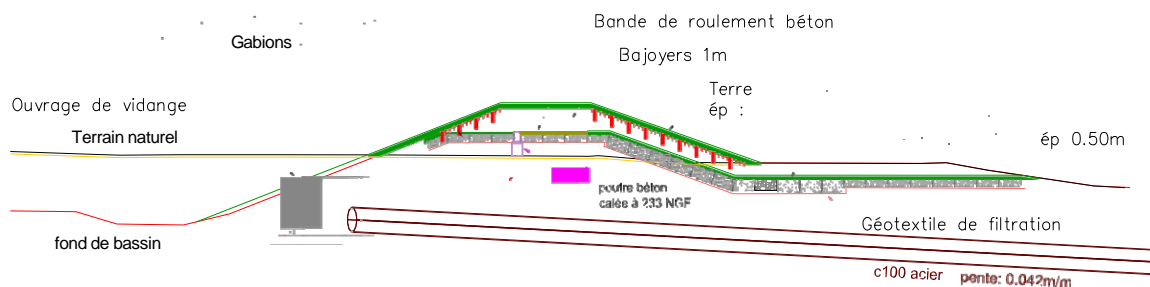 Bande de roulement béton
Gabions
Bajoyers 1m
Terre
ép :
Ouvrage de vidange
Terrain naturel
ép 0.50m
poutre béton
calée à 233 NGF
Géotextile de filtration
fond de bassin
c100 acier
pente: 0.042m/m